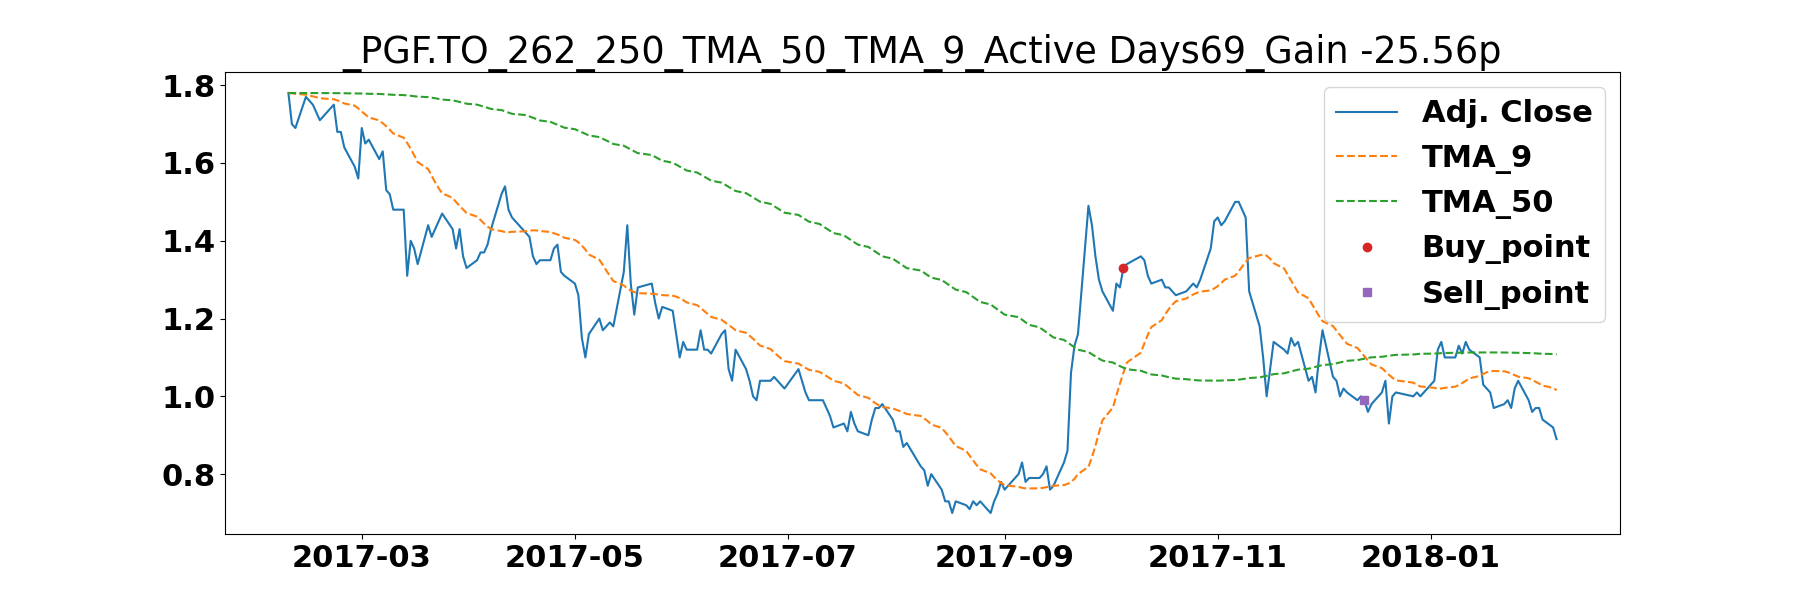 _PGF.TO_262_250_TMA_50_TMA_9_Active Days69_Gain -25.56p
1.8
1.6
1.4
1.2
1.0
0.8
Adj. Close
TMA_9
TMA_50
Buy_point
Sell_point
2017-03 2017-05 2017-07 2017-09 2017-11 2018-01